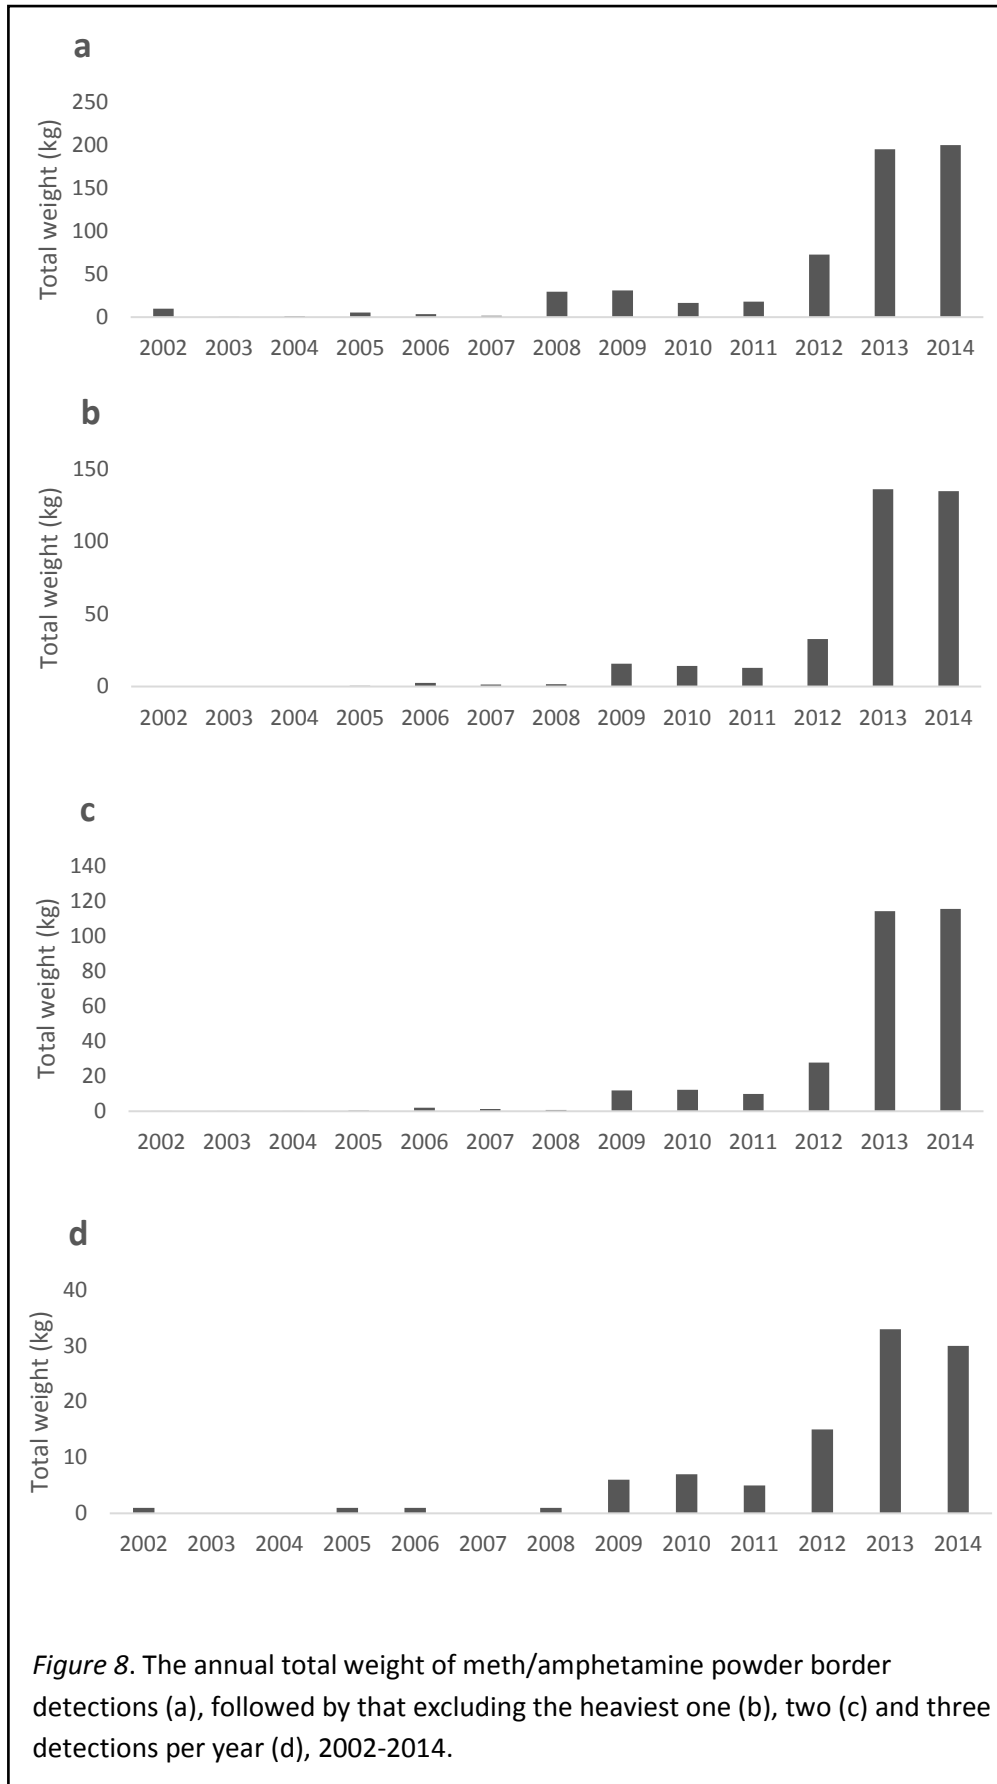 a
250
200
150
100
50
0
Total weight (kg)
2002 2003 2004 2005 2006 2007 2008 2009 2010 2011 2012 2013 2014
b
150
100
50
0
Total weight (kg)
2002 2003 2004 2005 2006 2007 2008 2009 2010 2011 2012 2013 2014
c
140
120
100
80
60
40
20
0
Total weight (kg)
2002 2003 2004 2005 2006 2007 2008 2009 2010 2011 2012 2013 2014
d
40
30
20
10
0
Total weight (kg)
2002 2003 2004 2005 2006 2007 2008 2009 2010 2011 2012 2013 2014
Figure 8. The annual total weight of meth/amphetamine powder border
detections (a), followed by that excluding the heaviest one (b), two (c) and three
detections per year (d), 2002-2014.